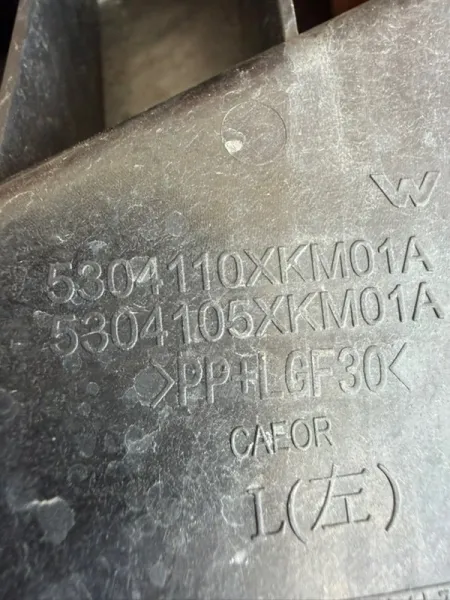 W
5304110XKM01A
5304105XKM01A
>PP+LGF30<
CAEOR
L(左)